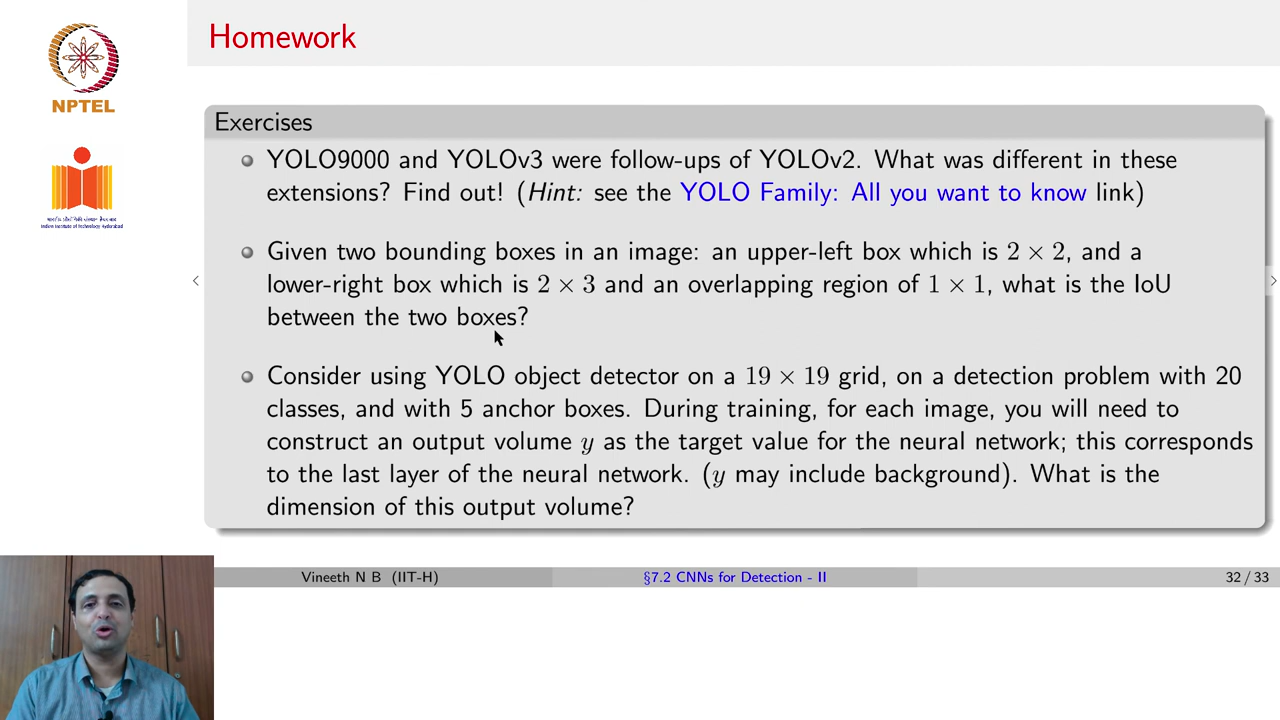 Homework
NPTEL
Exercises
YOLO9000 and YOLOv3 were follow-ups of YOLOv2. What was different in these
extensions? Find out! (Hint: see the YOLO Family: All you want to know link)
Given two bounding boxes in an image: an upper-left box which is 2 × 2, and a
lower-right box which is 2 × 3 and an overlapping region of 1 × 1, what is the IoU
between the two boxes?
Consider using YOLO object detector on a 19 × 19 grid, on a detection problem with 20
classes, and with 5 anchor boxes. During training, for each image, you will need to
construct an output volume y as the target value for the neural network; this corresponds
to the last layer of the neural network. (y may include background). What is the
dimension of this output volume?
Indian Institute of Technology Hyderabad
Vineeth N B (IIT-H)
§7.2 CNNs for Detection - II
32 / 33